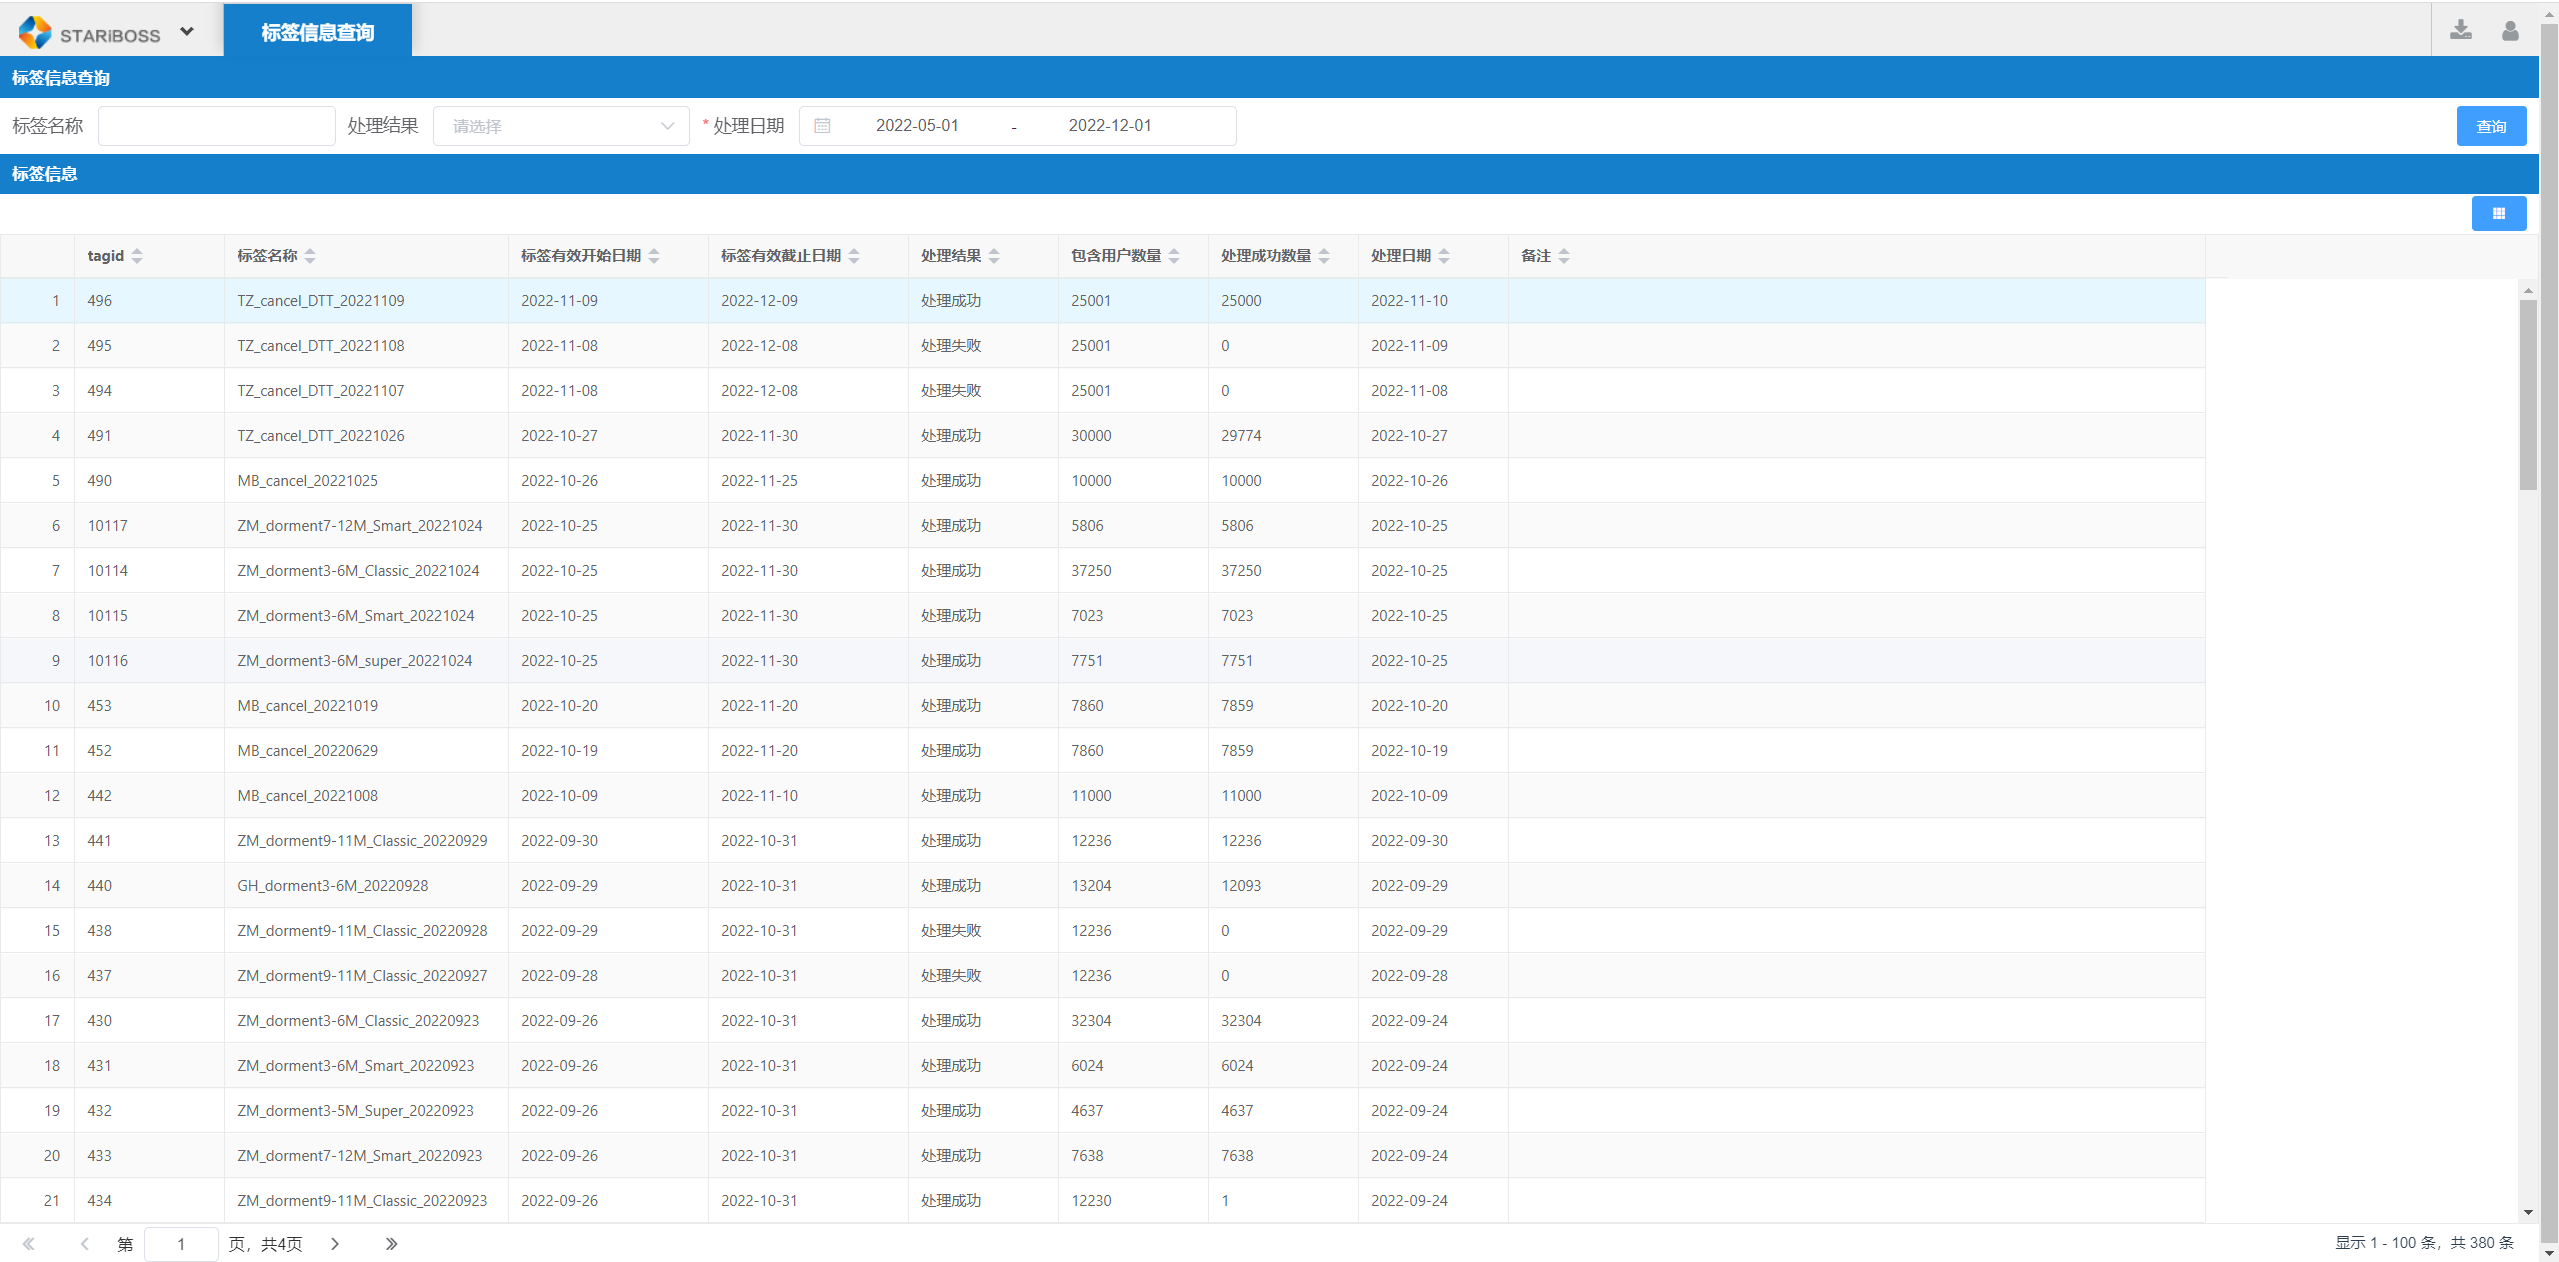 STARIBOSS 标签信息查询
标签信息查询
标签名称 处理结果 请选择 * 处理日期 2022-05-01 - 2022-12-01 查询
标签信息
tagid 标签名称 标签有效开始日期 标签有效截止日期 处理结果 包含用户数量 处理成功数量 处理日期 备注
1 496 TZ_cancel_DTT_20221109 2022-11-09 2022-12-09 处理成功 25001 25000 2022-11-10
2 495 TZ_cancel_DTT_20221108 2022-11-08 2022-12-08 处理失败 25001 0 2022-11-09
3 494 TZ_cancel_DTT_20221107 2022-11-08 2022-12-08 处理失败 25001 0 2022-11-08
4 491 TZ_cancel_DTT_20221026 2022-10-27 2022-11-30 处理成功 30000 29774 2022-10-27
5 490 MB_cancel_20221025 2022-10-26 2022-11-25 处理成功 10000 10000 2022-10-26
6 10117 ZM_dorment7-12M_Smart_20221024 2022-10-25 2022-11-30 处理成功 5806 5806 2022-10-25
7 10114 ZM_dorment3-6M_Classic_20221024 2022-10-25 2022-11-30 处理成功 37250 37250 2022-10-25
8 10115 ZM_dorment3-6M_Smart_20221024 2022-10-25 2022-11-30 处理成功 7023 7023 2022-10-25
9 10116 ZM_dorment3-6M_super_20221024 2022-10-25 2022-11-30 处理成功 7751 7751 2022-10-25
10 453 MB_cancel_20221019 2022-10-20 2022-11-20 处理成功 7860 7859 2022-10-20
11 452 MB_cancel_20220629 2022-10-19 2022-11-20 处理成功 7860 7859 2022-10-19
12 442 MB_cancel_20221008 2022-10-09 2022-11-10 处理成功 11000 11000 2022-10-09
13 441 ZM_dorment9-11M_Classic_20220929 2022-09-30 2022-10-31 处理成功 12236 12236 2022-09-30
14 440 GH_dorment3-6M_20220928 2022-09-29 2022-10-31 处理成功 13204 12093 2022-09-29
15 438 ZM_dorment9-11M_Classic_20220928 2022-09-29 2022-10-31 处理失败 12236 0 2022-09-29
16 437 ZM_dorment9-11M_Classic_20220927 2022-09-28 2022-10-31 处理失败 12236 0 2022-09-28
17 430 ZM_dorment3-6M_Classic_20220923 2022-09-26 2022-10-31 处理成功 32304 32304 2022-09-24
18 431 ZM_dorment3-6M_Smart_20220923 2022-09-26 2022-10-31 处理成功 6024 6024 2022-09-24
19 432 ZM_dorment3-5M_Super_20220923 2022-09-26 2022-10-31 处理成功 4637 4637 2022-09-24
20 433 ZM_dorment7-12M_Smart_20220923 2022-09-26 2022-10-31 处理成功 7638 7638 2022-09-24
21 434 ZM_dorment9-11M_Classic_20220923 2022-09-26 2022-10-31 处理成功 12230 1 2022-09-24
第 1 页，共4页 显示 1 - 100 条，共 380 条